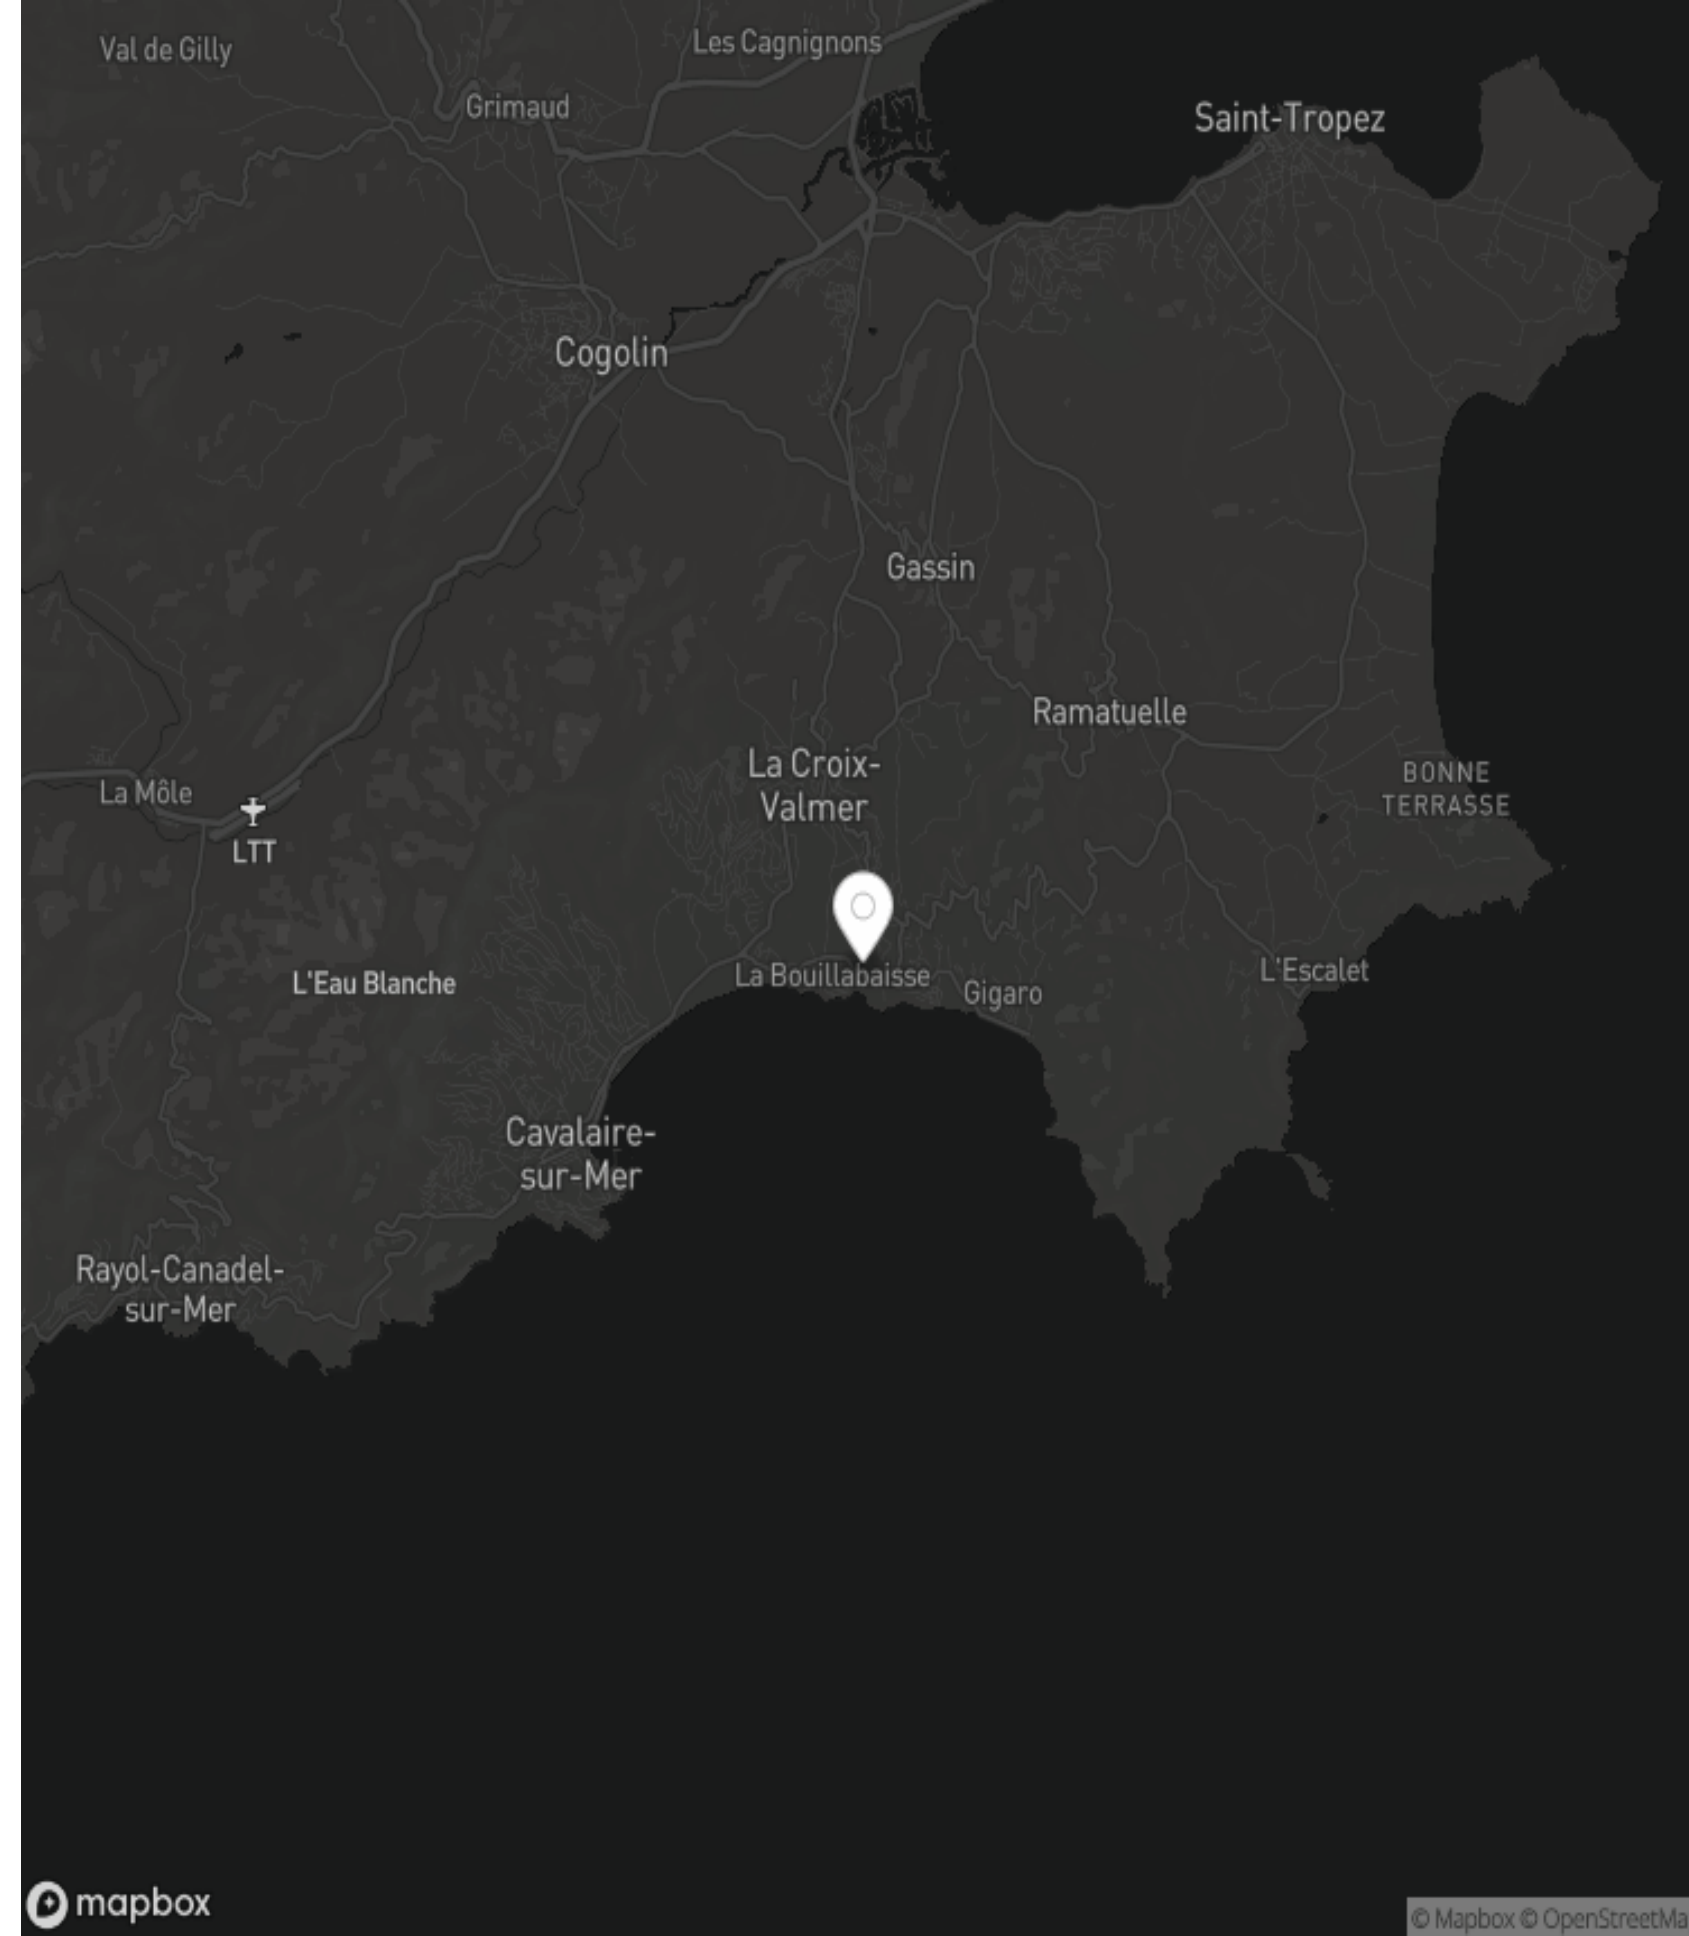 Val de Gilly
Les Cagnignons
Grimaud
Saint-Tropez
Cogolin
Gassin
Ramatuelle
La Croix-
Valmer
BONNE
TERRASSE
La Môle
LTT
L'Eau Blanche
La Bouillabaisse
Gigaro
L'Escalet
Cavalaire-
sur-Mer
Rayol-Canadel-
sur-Mer
mapbox
© Mapbox © OpenStreetMa